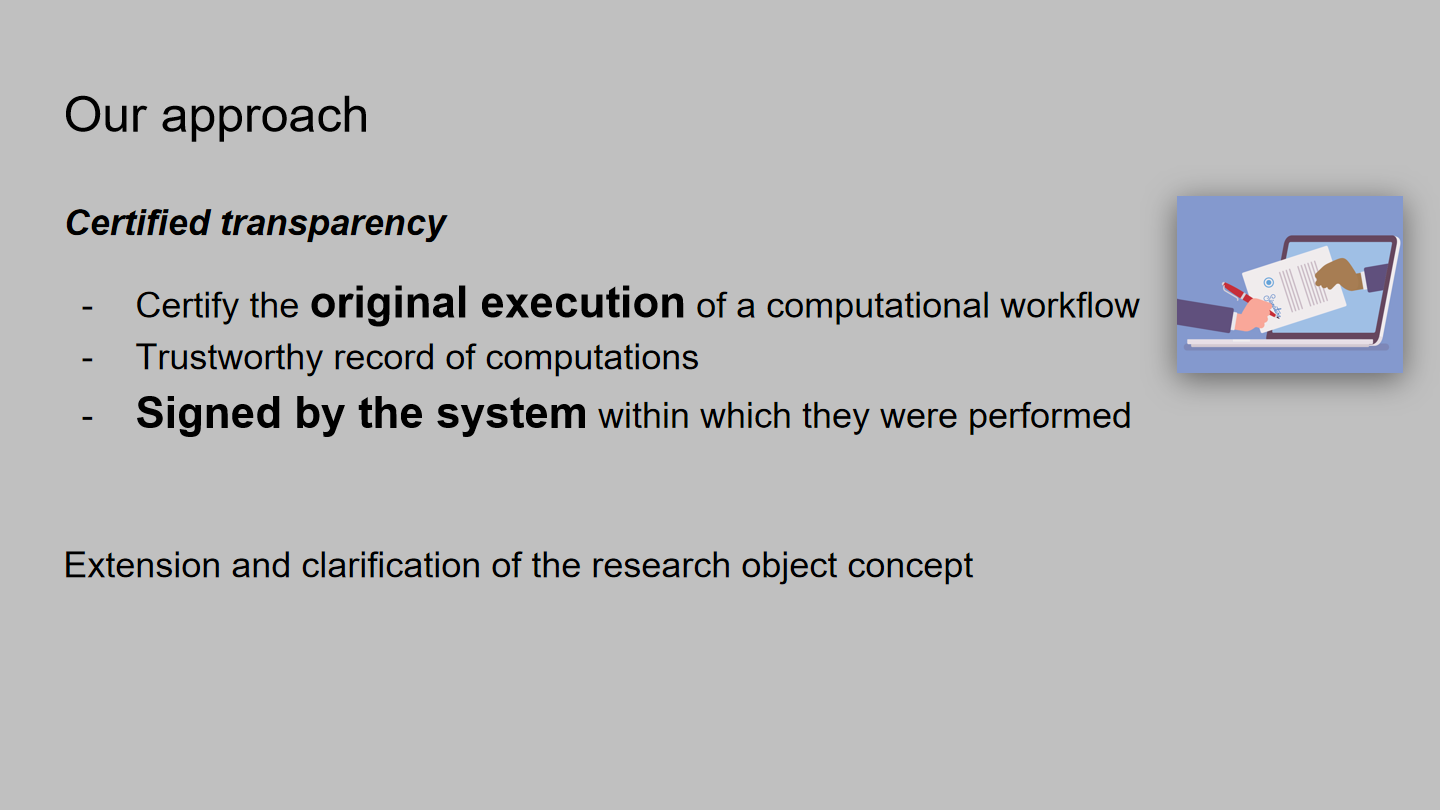 Our approach
Certified transparency
- Certify the original execution of a computational workflow
- Trustworthy record of computations
- Signed by the system within which they were performed
Extension and clarification of the research object concept